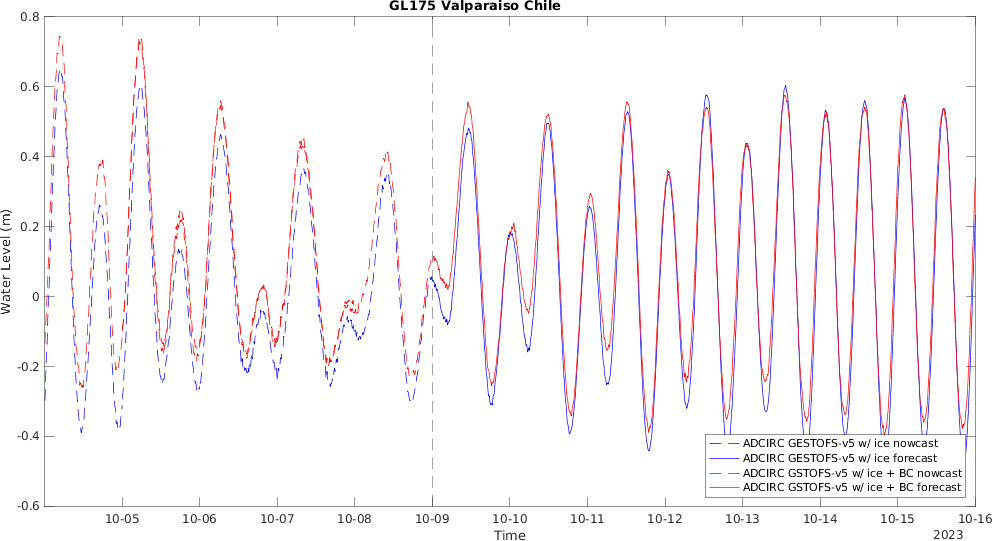 GL175 Valparaiso Chile
Water Level (m)
0.8
0.6
0.4
0.2
0
-0.2
-0.4
-0.6
10-05 10-06 10-07 10-08 10-09 10-10 10-11 10-12 10-13 10-14 10-15 10-16
Time
2023
ADCIRC GESTOFS-v5 w/ ice nowcast
ADCIRC GESTOFS-v5 w/ ice forecast
ADCIRC GSTOFS-v5 w/ ice + BC nowcast
ADCIRC GSTOFS-v5 w/ ice + BC forecast